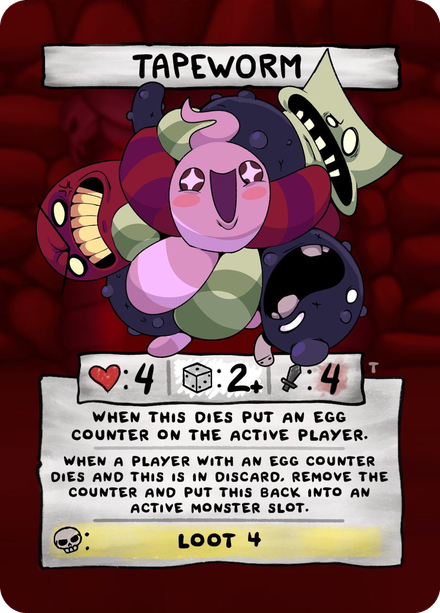 TAPEWORM
: 4 : 2+ : 4
T
WHEN THIS DIES PUT AN EGG
COUNTER ON THE ACTIVE PLAYER.
WHEN A PLAYER WITH AN EGG COUNTER
DIES AND THIS IS IN DISCARD, REMOVE THE
COUNTER AND PUT THIS BACK INTO AN
ACTIVE MONSTER SLOT.
: LOOT 4